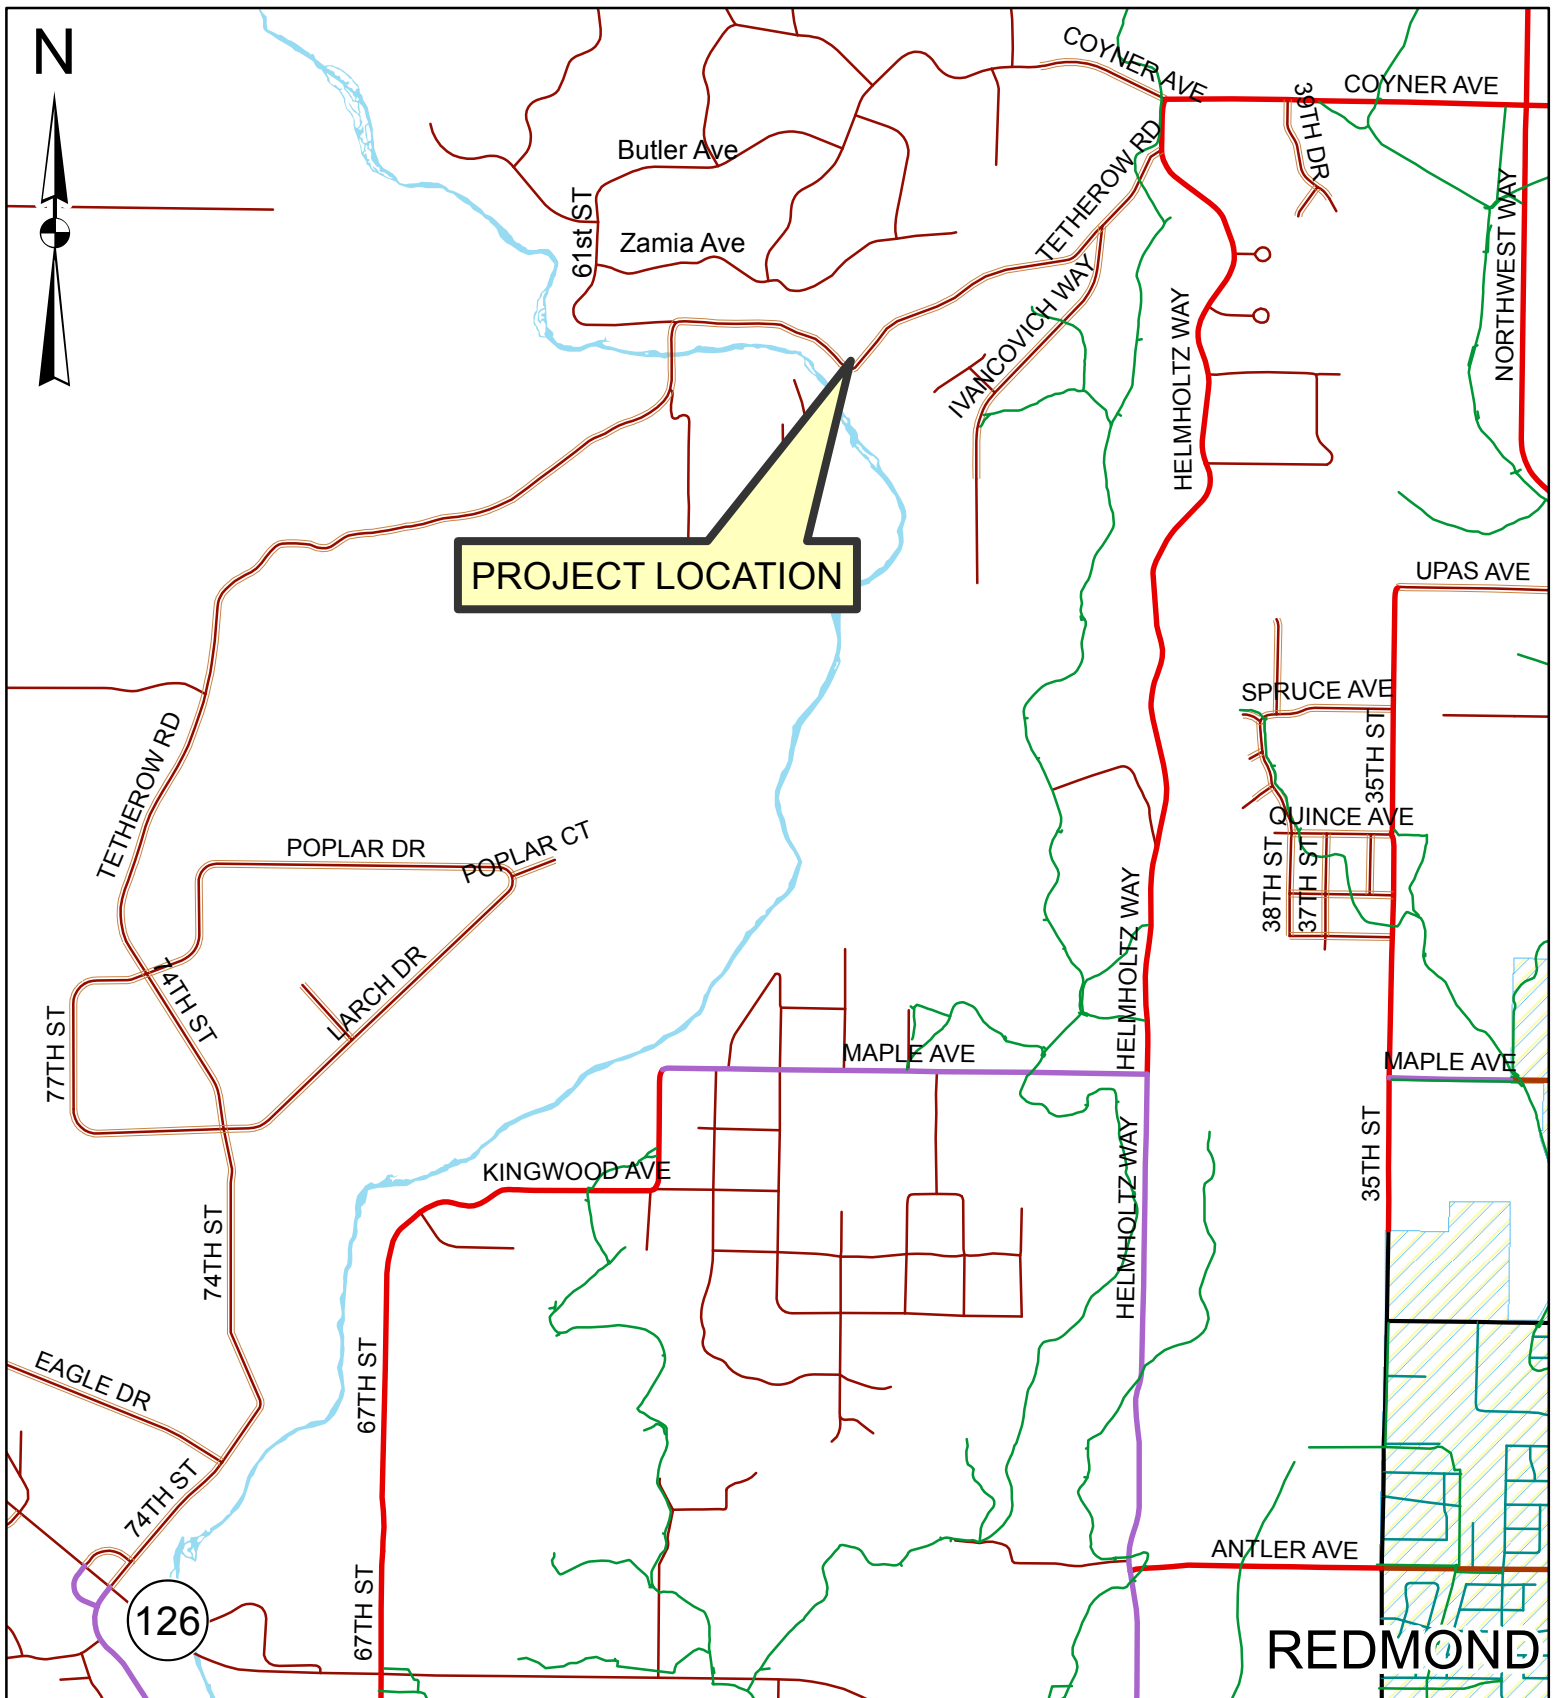 N
COYNER AVE
COYNER AVE
39TH DR
Butler Ave
TETHEROW RD
61st ST
Zamia Ave
NORTHWEST WAY
IVANCOVICH WAY
HELMHOLTZ WAY
PROJECT LOCATION
UPAS AVE
SPRUCE AVE
35TH ST
TETHEROW RD
QUINCE AVE
POPLAR DR
POPLAR CT
38TH ST
37TH ST
HELMHOLTZ WAY
LARCH DR
74TH ST
77TH ST
MAPLE AVE
MAPLE AVE
35TH ST
KINGWOOD AVE
HELMHOLTZ WAY
74TH ST
67TH ST
EAGLE DR
74TH ST
ANTLER AVE
126
67TH ST
REDMOND